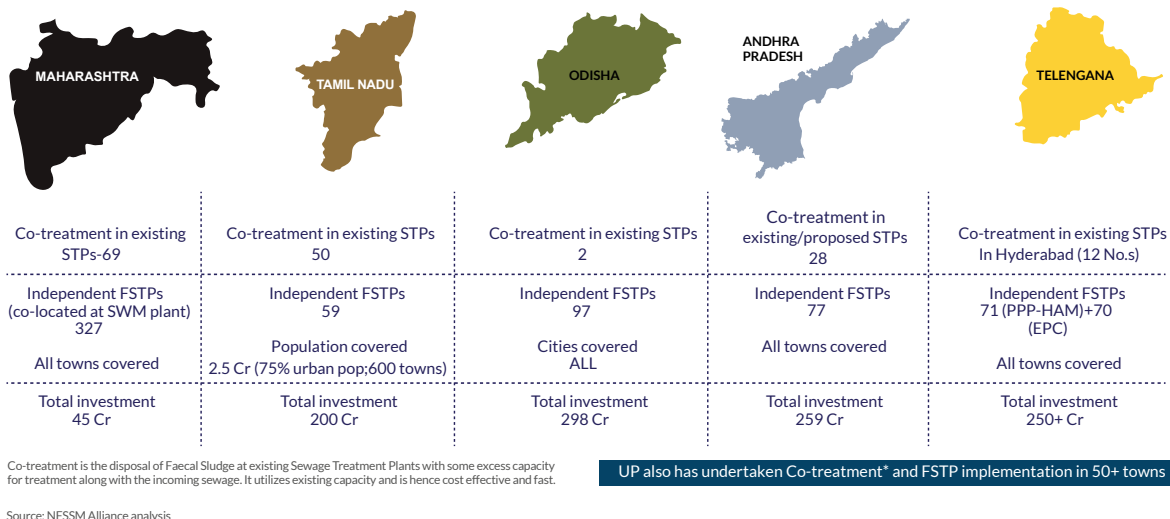 MAHARASHTRA
TAMIL NADU
ODISHA
ANDHRA
PRADESH
TELENGANA
Co-treatment in existing
STPs-69
Co-treatment in existing STPs
50
Co-treatment in existing STPs
2
Co-treatment in
existing/proposed STPs
28
Co-treatment in existing STPs
In Hyderabad (12 No.s)
Independent FSTPs
(co-located at SWM plant)
327
All towns covered
Independent FSTPs
59
Population covered
2.5 Cr (75% urban pop;600 towns)
Independent FSTPs
97
Cities covered
ALL
Independent FSTPs
77
All towns covered
Independent FSTPs
71 (PPP-HAM)+70
(EPC)
All towns covered
Total investment
45 Cr
Total investment
200 Cr
Total investment
298 Cr
Total investment
259 Cr
Total investment
250+ Cr
Co-treatment is the disposal of Faecal Sludge at existing Sewage Treatment Plants with some excess capacity
for treatment along with the incoming sewage. It utilizes existing capacity and is hence cost effective and fast.
UP also has undertaken Co-treatment* and FSTP implementation in 50+ towns
Source: NFSSM Alliance analysis